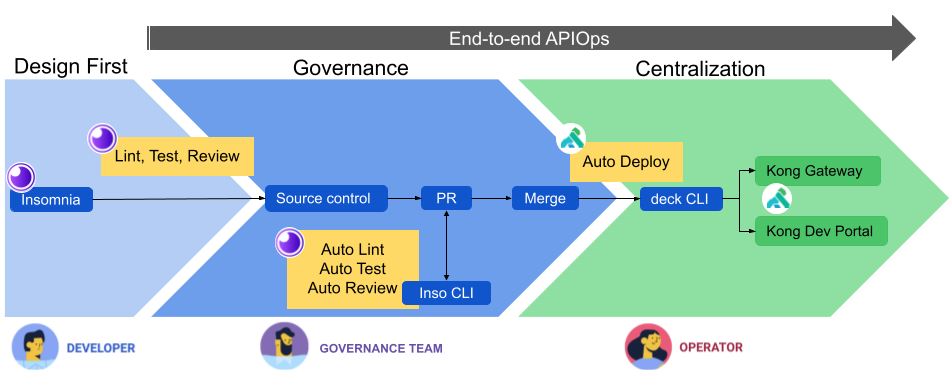 End-to-end APIOps
Design First
Governance
Centralization
Lint, Test, Review
Auto Deploy
Insomnia
Source control
PR
Merge
deck CLI
Kong Gateway
Kong Dev Portal
Auto Lint
Auto Test
Auto Review
Inso CLI
DEVELOPER
GOVERNANCE TEAM
OPERATOR